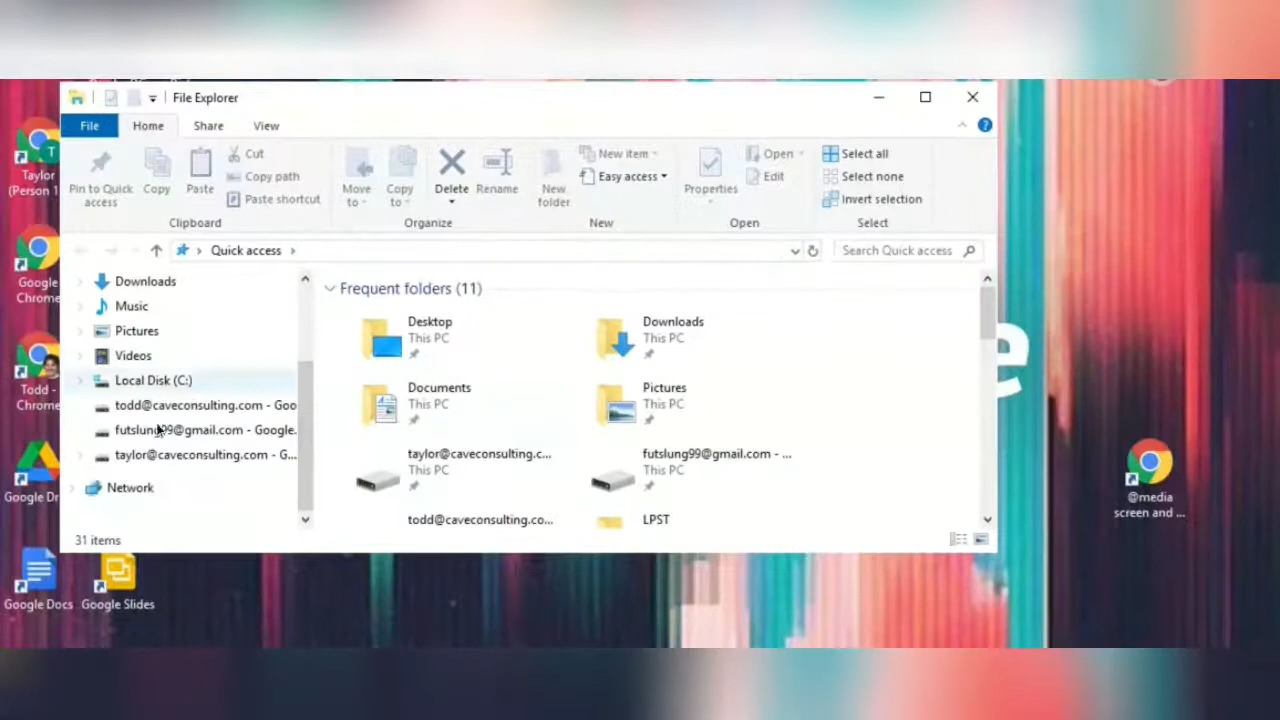 File Explorer
File
Home
Share
View
Pin to Quick
access
Copy
Paste
Cut
Copy path
Paste shortcut
Clipboard
Move
to
Copy
to
Delete
Rename
Organize
New
folder
New item
Easy access
New
Properties
Open
Edit
Open
Select all
Select none
Invert selection
Select
Quick access
Search Quick access
Downloads
Music
Pictures
Videos
Local Disk (C:)
todd@caveconsulting.com - Goo
futslung99@gmail.com - Google.
taylor@caveconsulting.com - G...
Network
Frequent folders (11)
Desktop
This PC
Downloads
This PC
Documents
This PC
Pictures
This PC
taylor@caveconsulting.c...
This PC
futslung99@gmail.com - ...
This PC
todd@caveconsulting.co...
LPST
31 items
T
Taylor
(Person 1
Google
Chrome
Todd -
Chrome
Google Dr
Google Docs
Google Slides
e
@media
screen and ...